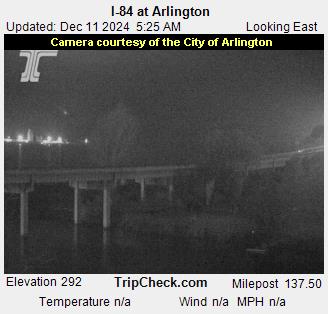 I-84 at Arlington
Updated: Dec 11 2024 5:25 AM Looking East
Camera courtesy of the City of Arlington
Elevation 292 TripCheck.com Milepost 137.50
Temperature n/a Wind n/a MPH n/a